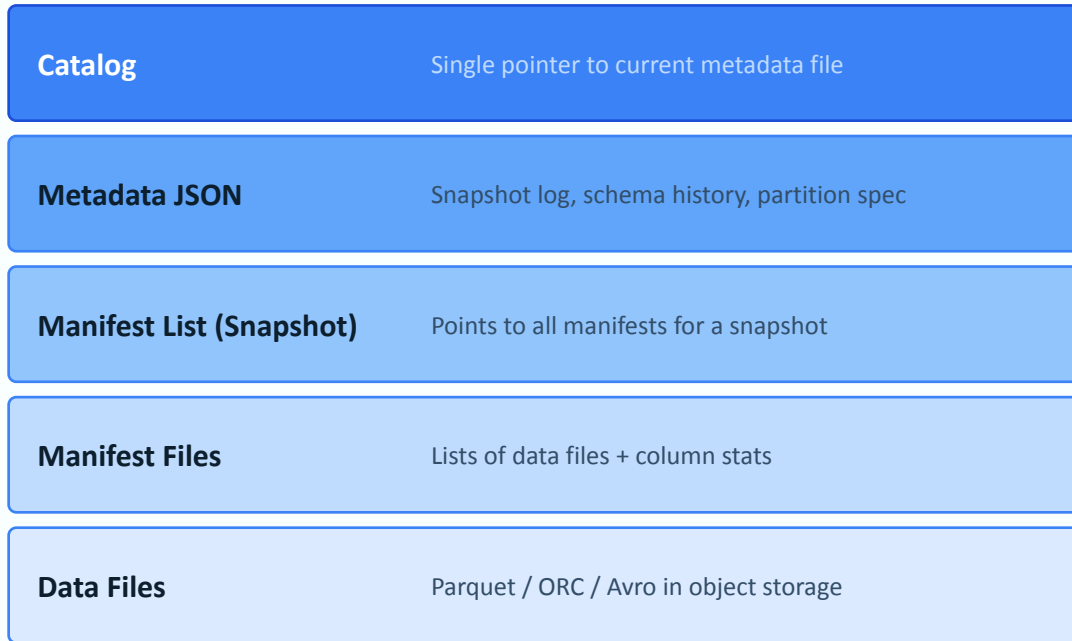 Catalog Single pointer to current metadata file
Metadata JSON Snapshot log, schema history, partition spec
Manifest List (Snapshot) Points to all manifests for a snapshot
Manifest Files Lists of data files + column stats
Data Files Parquet / ORC / Avro in object storage